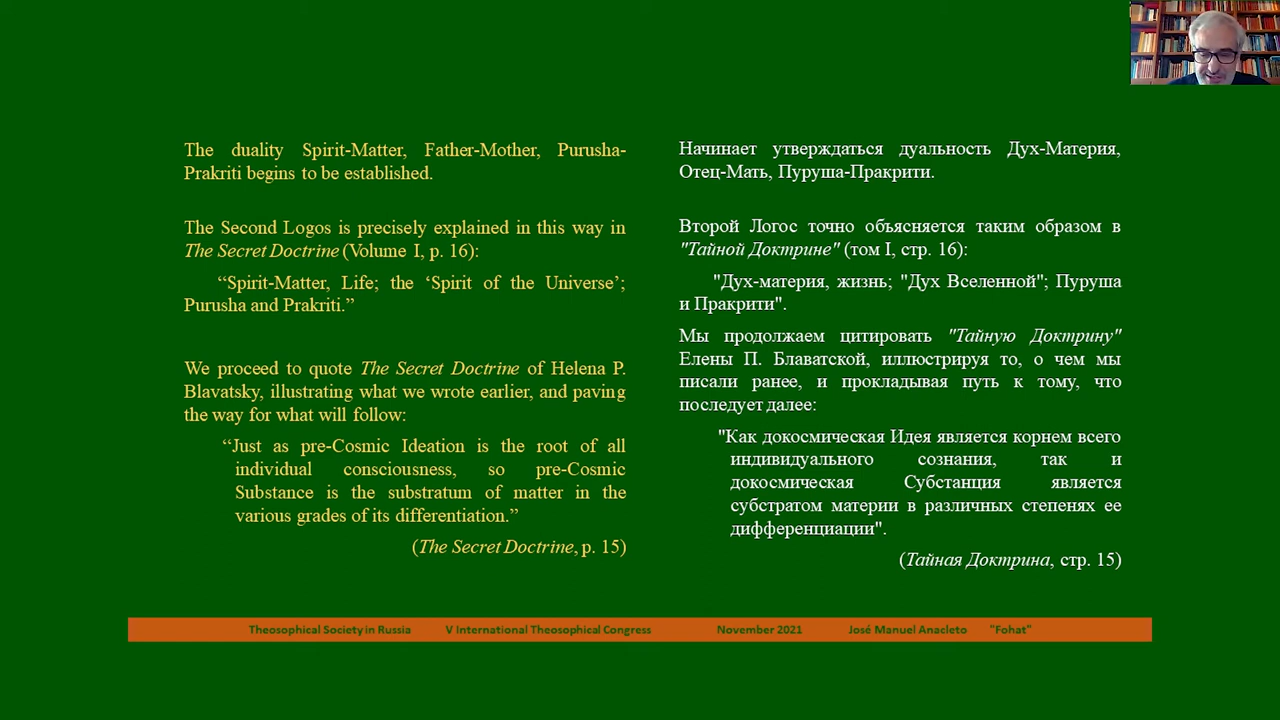 The duality Spirit-Matter, Father-Mother, Purusha-
Prakriti begins to be established.
The Second Logos is precisely explained in this way in
The Secret Doctrine (Volume I, p. 16):
“Spirit-Matter, Life; the ‘Spirit of the Universe’;
Purusha and Prakriti.”
We proceed to quote The Secret Doctrine of Helena P.
Blavatsky, illustrating what we wrote earlier, and paving
the way for what will follow:
“Just as pre-Cosmic Ideation is the root of all
individual consciousness, so pre-Cosmic
Substance is the substratum of matter in the
various grades of its differentiation.”
(The Secret Doctrine, p. 15)
Начинает утверждаться дуальность Дух-Материя,
Отец-Мать, Пуруша-Пракрити.
Второй Логос точно объясняется таким образом в
"Тайной Доктрине" (том I, стр. 16):
"Дух-материя, жизнь; "Дух Вселенной"; Пуруша
и Пракрити".
Мы продолжаем цитировать "Тайную Доктрину"
Елены П. Блаватской, иллюстрируя то, о чем мы
писали ранее, и прокладывая путь к тому, что
последует далее:
"Как докосмическая Идея является корнем всего
индивидуального сознания, так и
докосмическая Субстанция является
субстратом материи в различных степенях ее
дифференциации".
(Тайная Доктрина, стр. 15)
Theosophical Society in Russia V International Theosophical Congress November 2021 José Manuel Anacleto "Fohat"